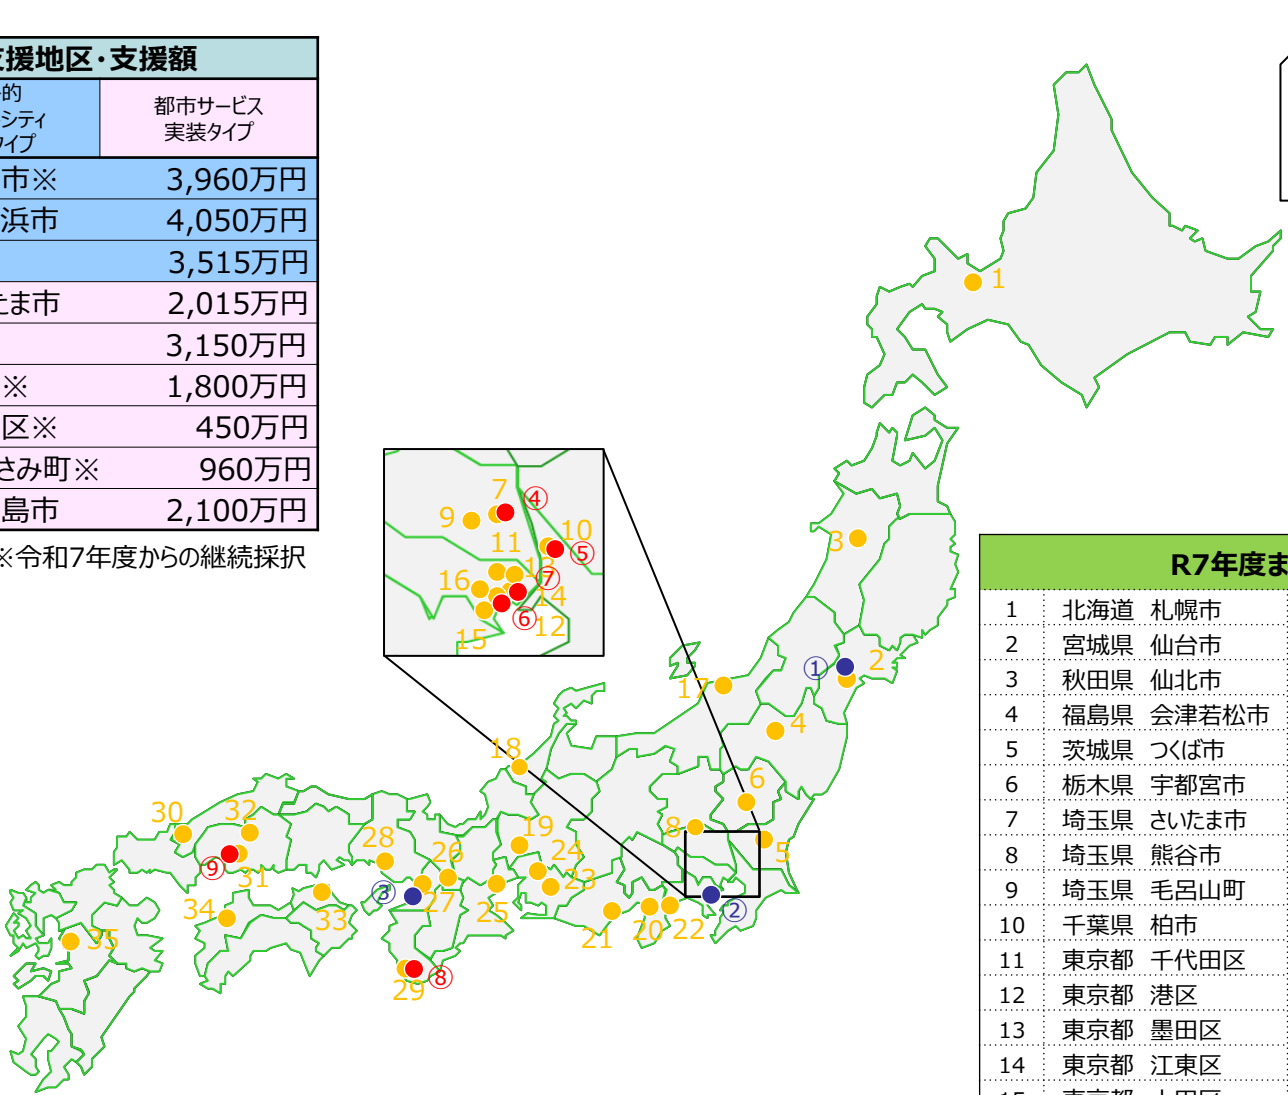 支援地区・支援額
的
シティ
イプ
都市サービス
実装タイプ
市※ 3,960万円
浜市 4,050万円
3,515万円
たま市 2,015万円
3,150万円
※ 1,800万円
区※ 450万円
さみ町※ 960万円
島市 2,100万円
※令和7年度からの継続採択
1
7
④
9
10
11
⑤
13
⑦
16
14
⑥
12
15
3
①
2
17
4
18
6
30
32
28
19
8
5
⑨
31
26
24
③
27
23
34
33
25
21
20
22
②
35
29
⑧
R7年度ま
1 北海道 札幌市
2 宮城県 仙台市
3 秋田県 仙北市
4 福島県 会津若松市
5 茨城県 つくば市
6 栃木県 宇都宮市
7 埼玉県 さいたま市
8 埼玉県 熊谷市
9 埼玉県 毛呂山町
10 千葉県 柏市
11 東京都 千代田区
12 東京都 港区
13 東京都 墨田区
14 東京都 江東区